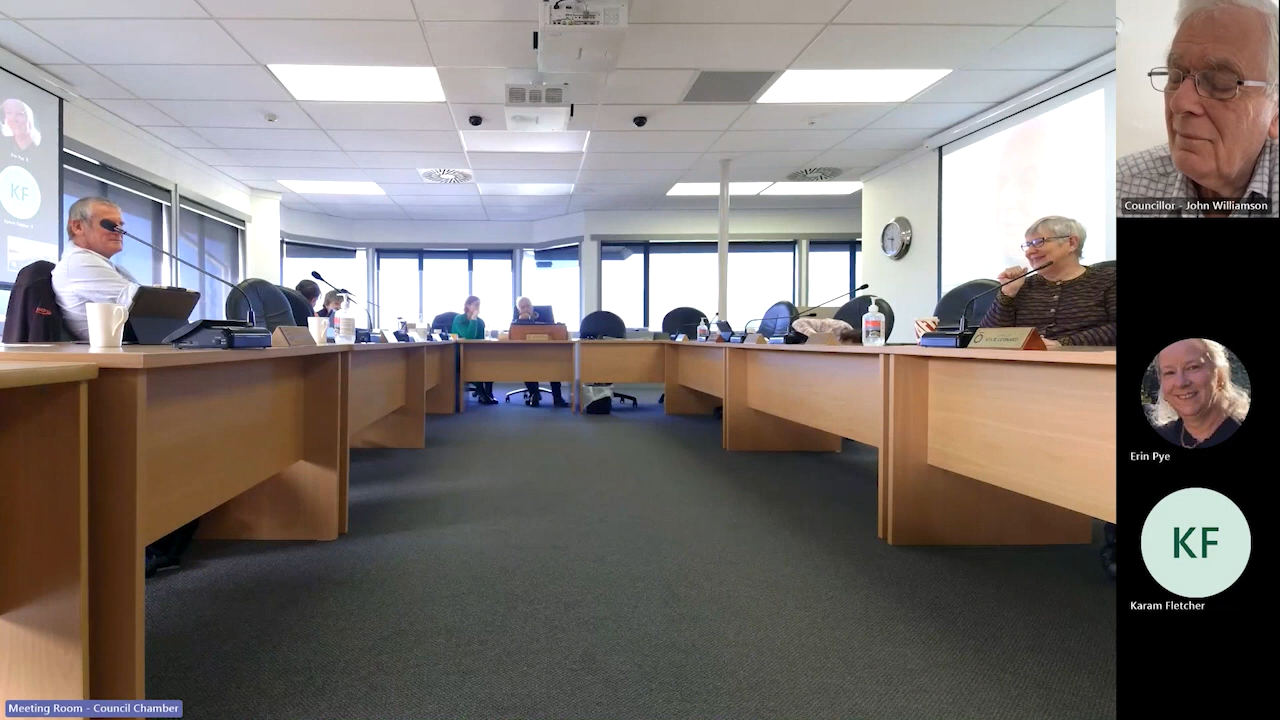 Councillor - John Williamson
KF
Erin Pye
KF
Karam Fletcher
Meeting Room - Council Chamber